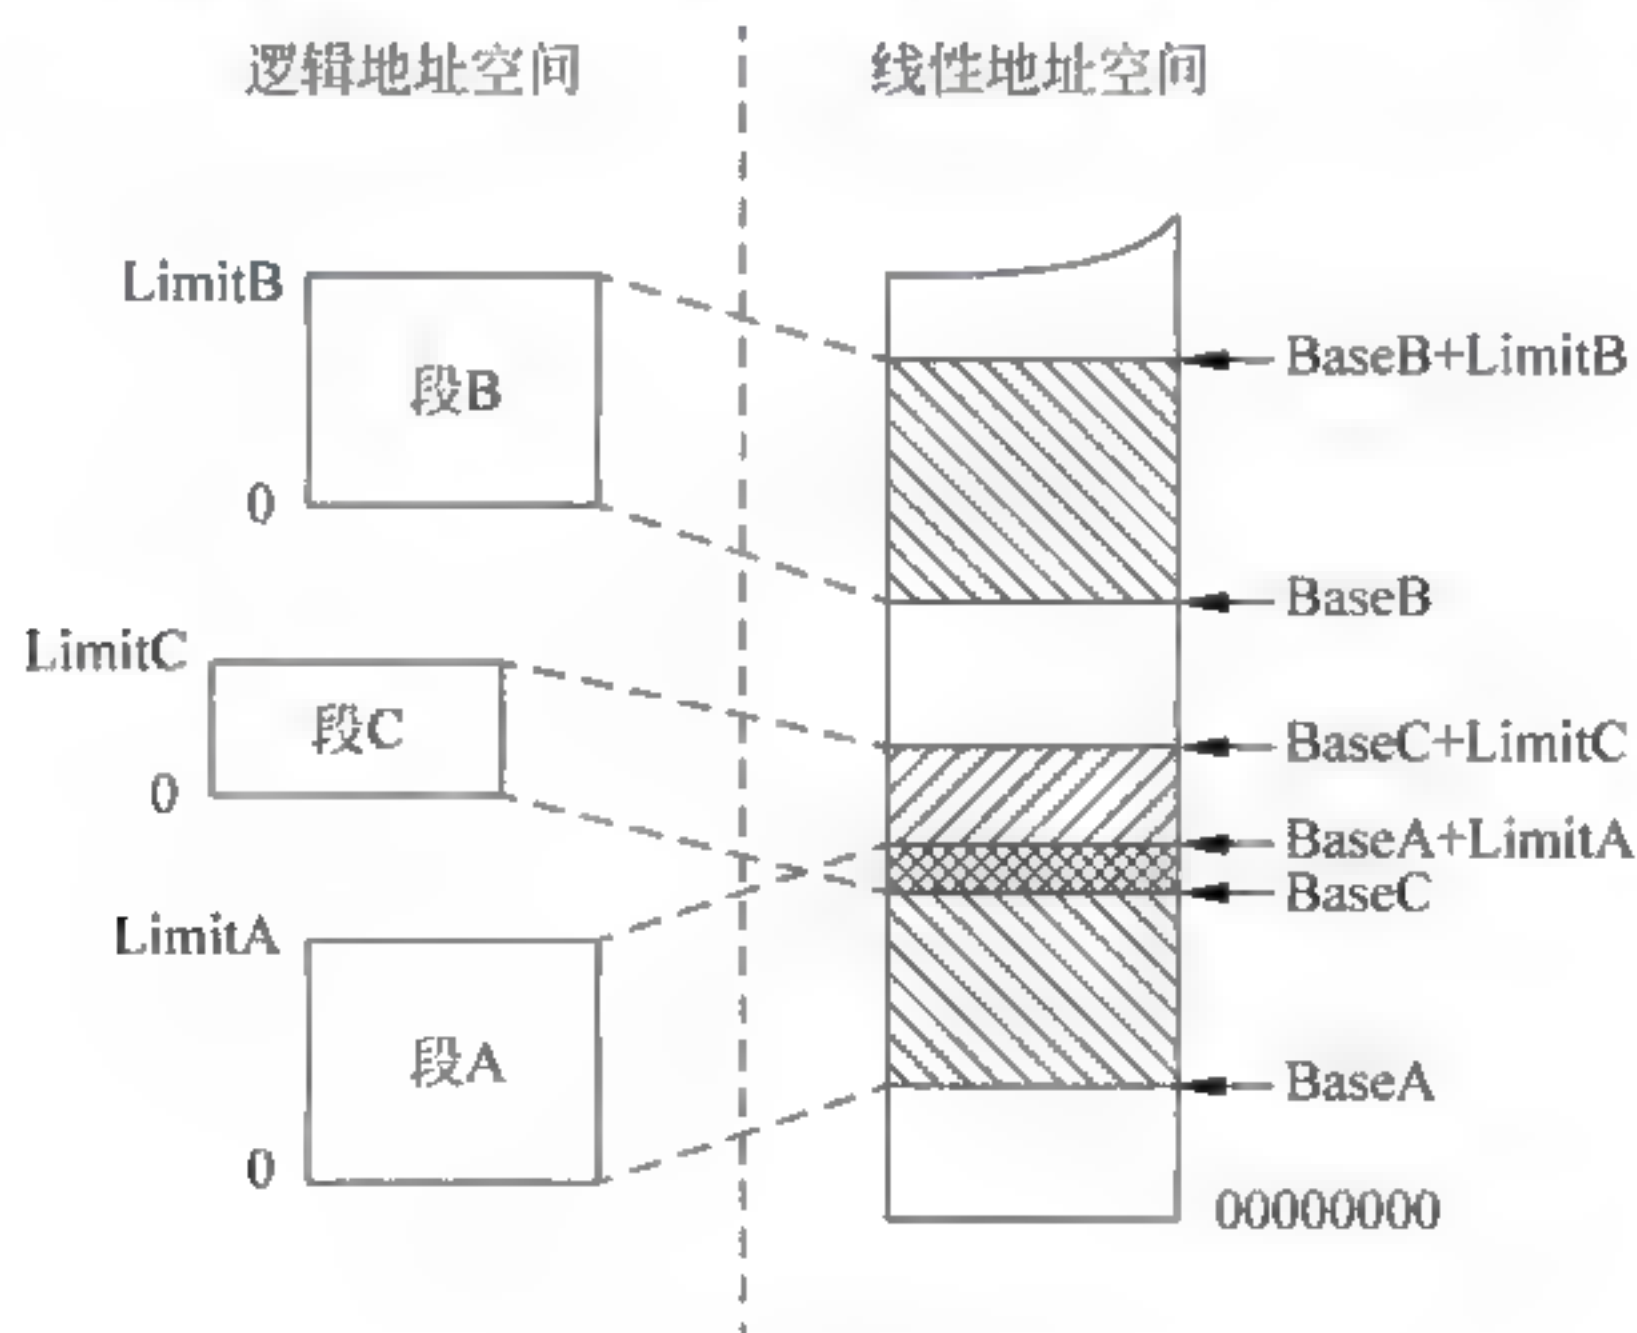 逻辑地址空间
线性地址空间
LimitB
段B
0
LimitC
段C
0
LimitA
段A
0
BaseB+LimitB
BaseB
BaseC+LimitC
BaseA+LimitA
BaseC
BaseA
00000000